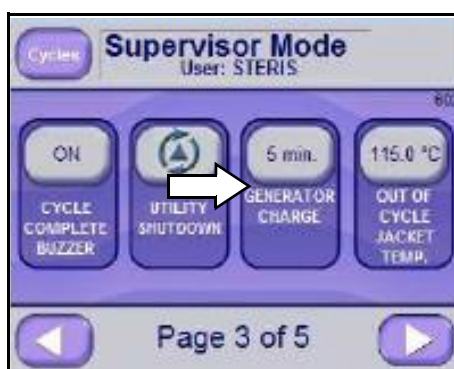 Cycles
Supervisor Mode
User: STERIS
ON
CYCLE
COMPLETE
BUZZER
UTILITY
SHUTDOWN
5 min.
GENERATOR
CHARGE
115.0 °C
OUT OF
CYCLE
JACKET
TEMP.
Page 3 of 5